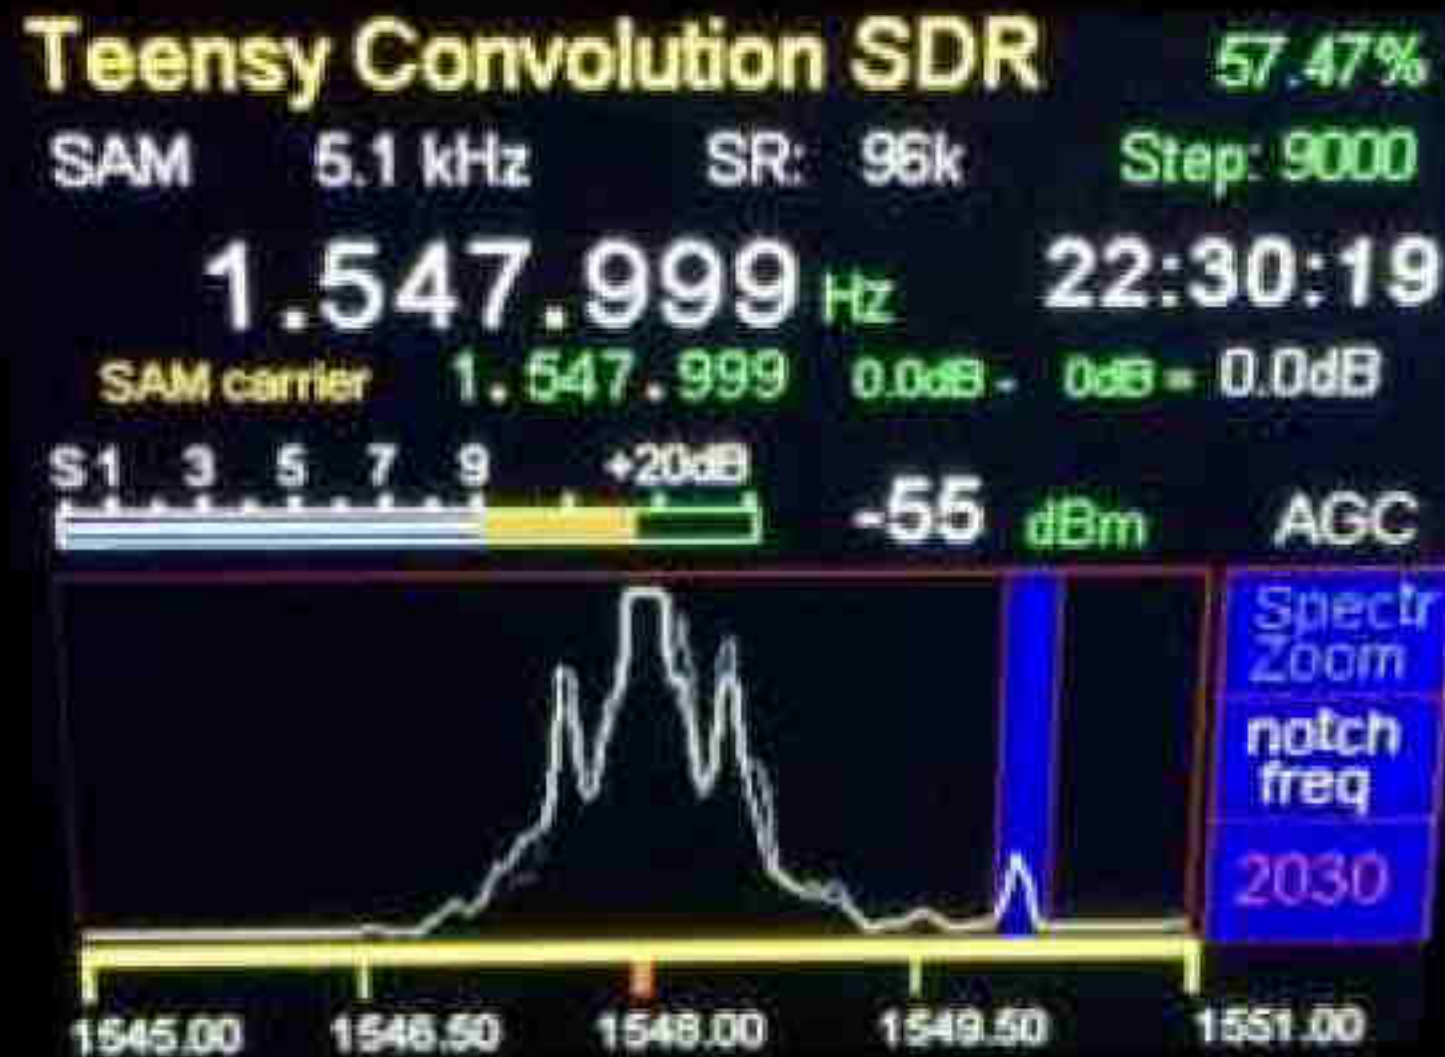 Teensy Convolution SDR 57.47%
SAM 5.1 kHz SR: 96k Step: 9000
1.547.999 Hz 22:30:19
SAM carrier 1.547.999 0.0dB - 0dB = 0.0dB
S 1 3 5 7 9 +20dB
-55 dBm AGC
Spectr
Zoom
notch
freq
2030
1545.00 1546.50 1548.00 1549.50 1551.00